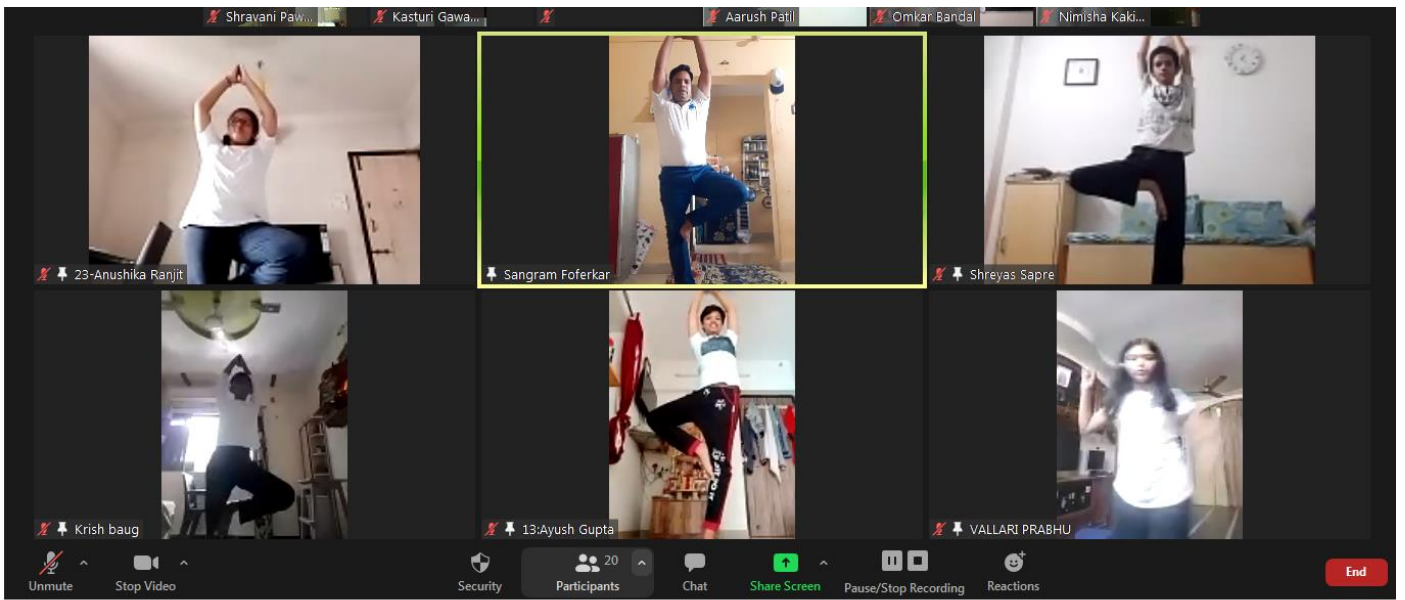 Shravani Paw...
Kasturi Gawa...
Aarush Patil
Omkar Bandal
Nimisha Kaki...
23-Anushika Ranjit
Sangram Foferkar
Shreyas Sapre
Krish baug
13:Ayush Gupta
VALLARI PRABHU
Unmute
Stop Video
Security
20
Participants
Chat
Share Screen
Pause/Stop Recording
Reactions
End